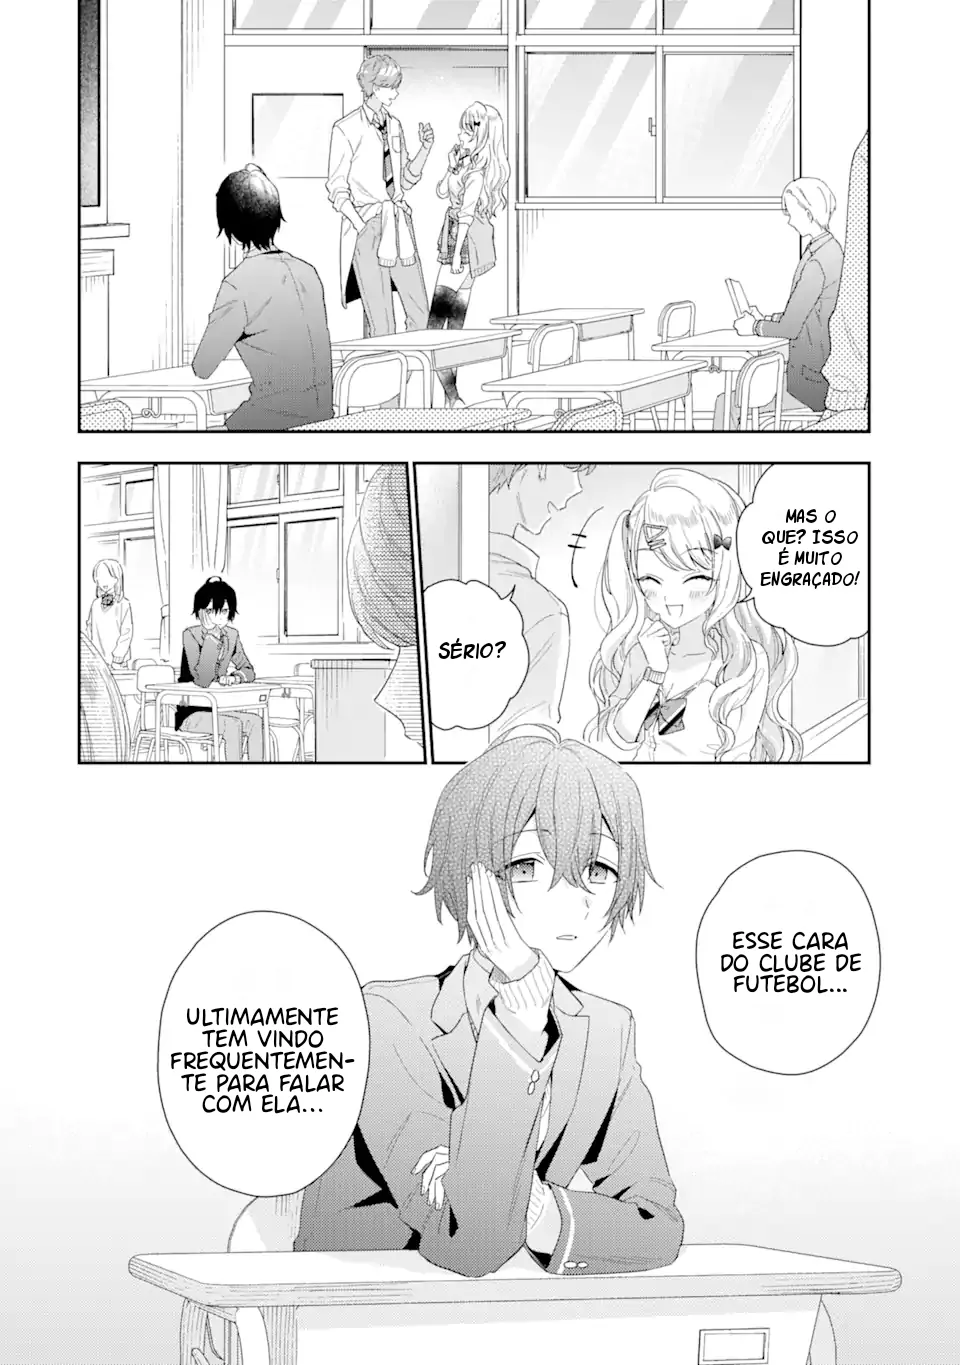 MAS O
QUE? ISSO
É MUITO
ENGRAÇADO!
SÉRIO?
ESSE CARA
DO CLUBE DE
FUTEBOL...
ULTIMAMENTE
TEM VINDO
FREQUENTEMEN-
TE PARA FALAR
COM ELA...